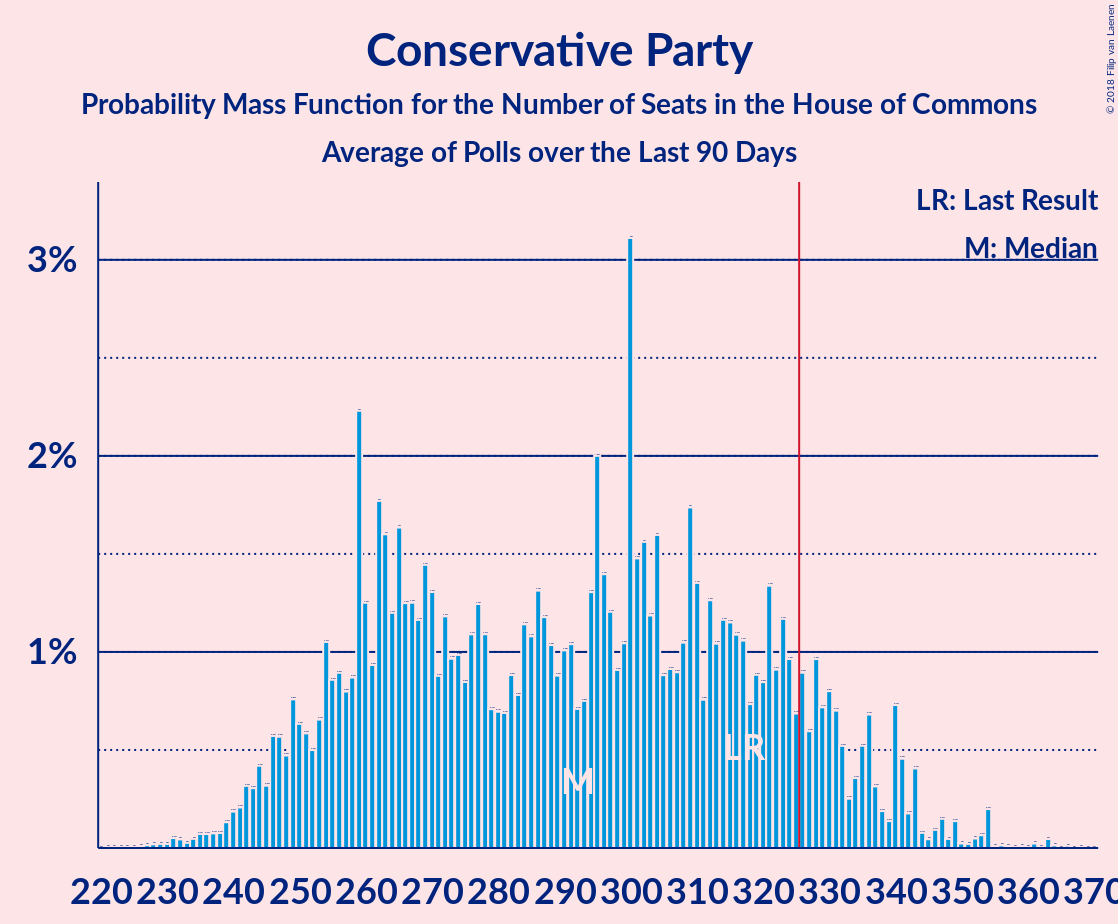 Conservative Party
Probability Mass Function for the Number of Seats in the House of Commons
Average of Polls over the Last 90 Days
© 2018 Filip van Laenen
LR: Last Result
M: Median
3%
2%
1%
LR
M
220 230 240 250 260 270 280 290 300 310 320 330 340 350 360 370